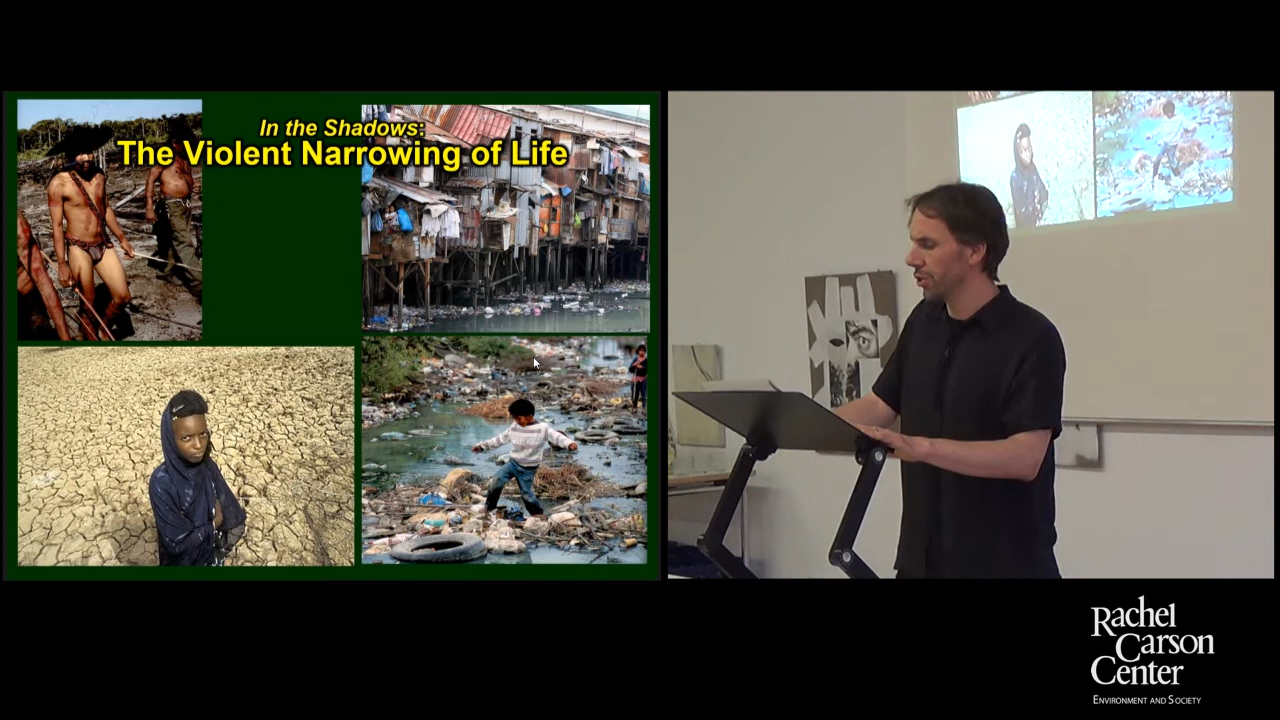 In the Shadows:
The Violent Narrowing of Life
Rachel
Carson
Center
Environment and Society